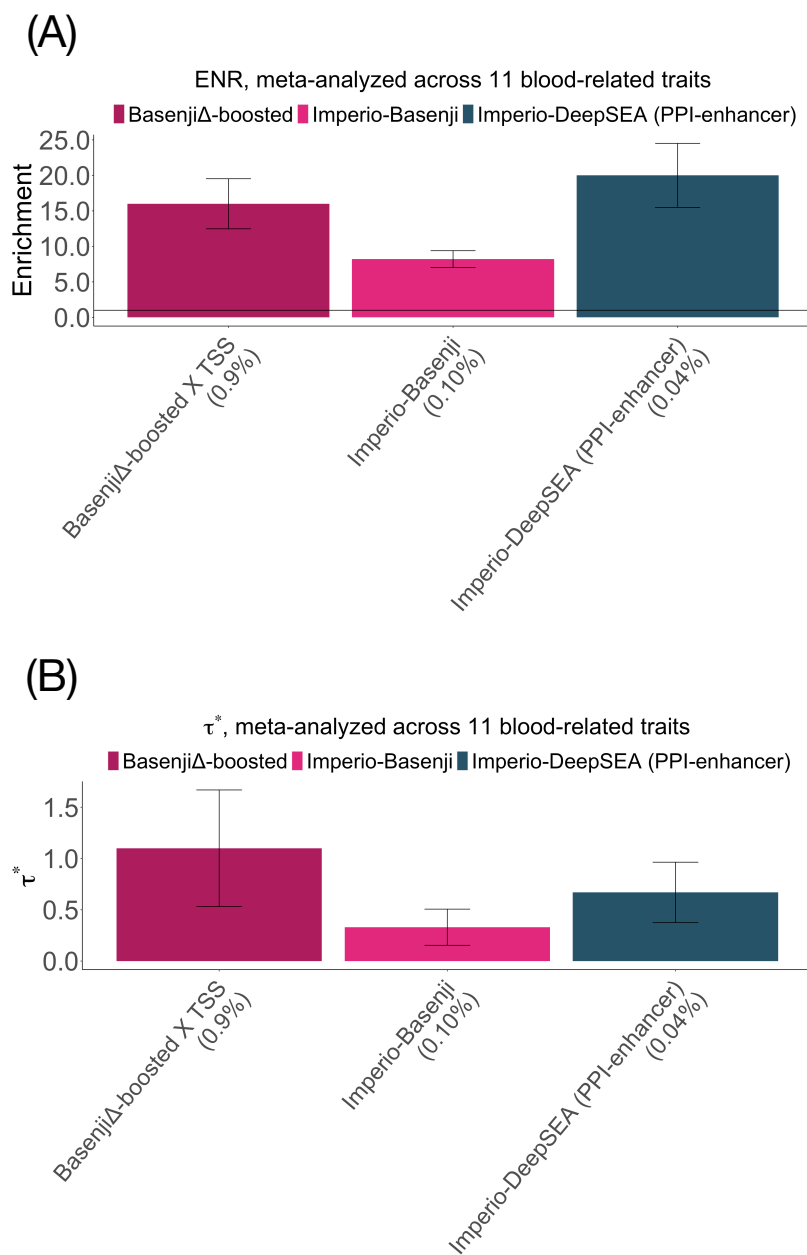 (A)
ENR, meta-analyzed across 11 blood-related traits
BasenjiΔ-boosted Imperio-Basenji Imperio-DeepSEA (PPI-enhancer)
Enrichment
25.0
20.0
15.0
10.0
5.0
0.0
BasenjiΔ-boosted X TSS
(0.9%)
Imperio-Basenji
(0.10%)
Imperio-DeepSEA (PPI-enhancer)
(0.04%)
(B)
τ*, meta-analyzed across 11 blood-related traits
BasenjiΔ-boosted Imperio-Basenji Imperio-DeepSEA (PPI-enhancer)
τ*
1.5
1.0
0.5
0.0
BasenjiΔ-boosted X TSS
(0.9%)
Imperio-Basenji
(0.10%)
Imperio-DeepSEA (PPI-enhancer)
(0.04%)